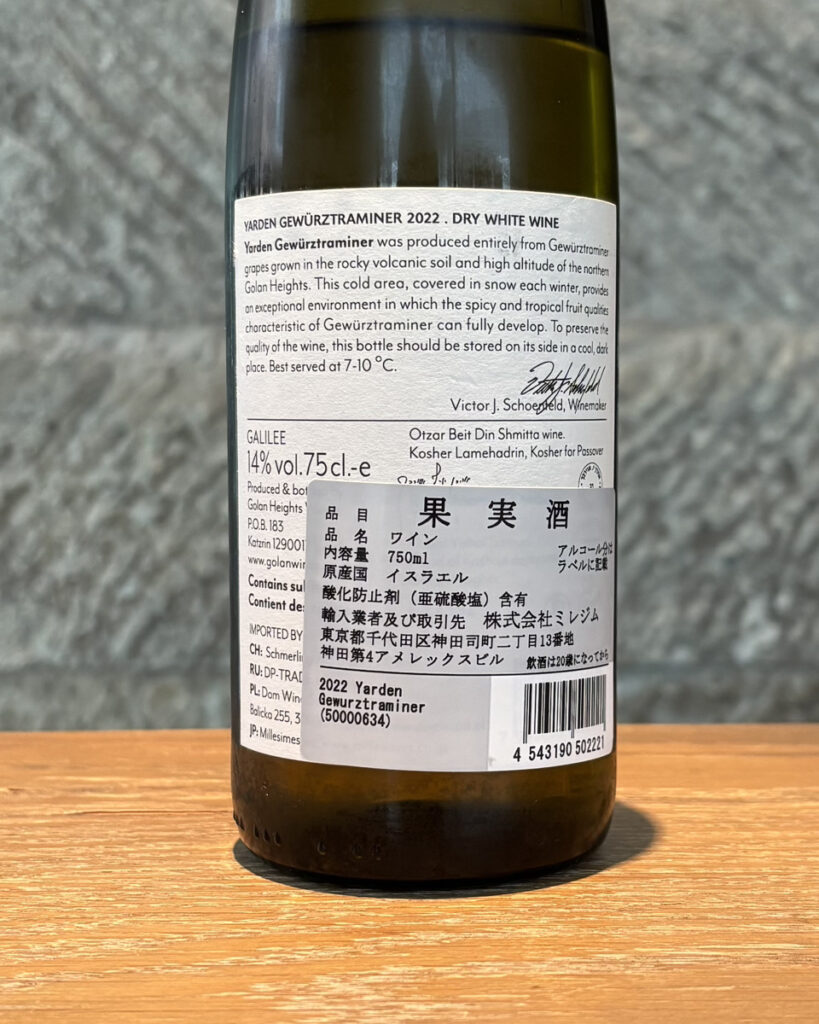 YARDEN GEWÜRZTRAMINER 2022 . DRY WHITE WINE
Yarden Gewürztraminer was produced entirely from Gewürztraminer
grapes grown in the rocky volcanic soil and high altitude of the northern
Golan Heights. This cold area, covered in snow each winter, provides
an exceptional environment in which the spicy and tropical fruit qualities
characteristic of Gewürztraminer can fully develop. To preserve the
quality of the wine, this bottle should be stored on its side in a cool, dark
place. Best served at 7-10 °C.
Victor J. Schoenfeld, Winemaker
GALILEE
14% vol. 75 cl.-e
Otzar Beit Din Shmitta wine.
Kosher Lamehadrin, Kosher for Passover
Produced & bot
Golan Heights
P.O.B. 183
Katzrin 129001
www.golanwin
Contains sul
Contient des
IMPORTED BY
CH: Schmerlin
RU: DP-TRAD
PL: Dom Wina
Balicka 255, 3
JP: Millesimes
品目 果実酒
品名 ワイン
内容量 750ml
アルコール分は
ラベルに記載
原産国 イスラエル
酸化防止剤(亜硫酸塩)含有
輸入業者及び取引先 株式会社ミレジム
東京都千代田区神田司町二丁目13番地
神田第4アメレックスビル 飲酒は20歳になってから
2022 Yarden
Gewurztraminer
(50000634)
4 543190 502221